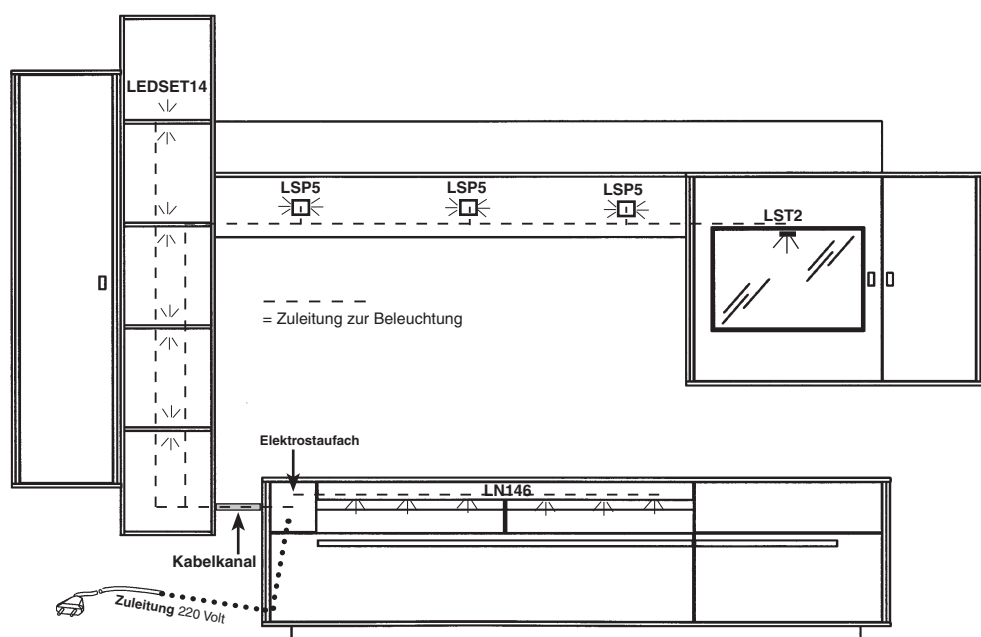 LEDSET14
LSP5
LSP5
LSP5
LST2
= Zuleitung zur Beleuchtung
Elektrostaufach
LN146
Kabelkanal
Zuleitung 220 Volt